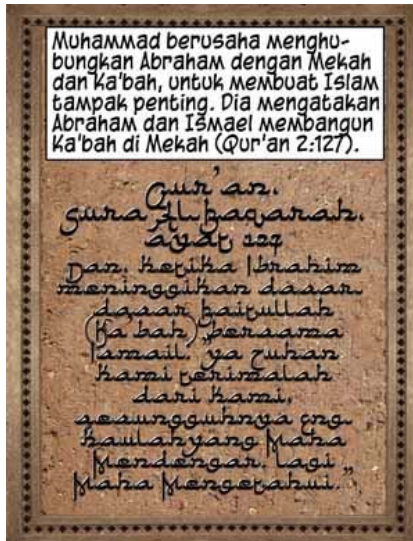 Muhammad berusaha menghu-
bungkan Abraham dengan Mekah
dan Ka'bah, untuk membuat Islam
tampak penting. Dia mengatakan
Abraham dan Ismael membangun
Ka'bah di Mekah (Qur'an 2:127).
Qur'an,
Sura Al Baqarah,
ayat 127
Dan, ketika Ibrahim
meninggikan dasar,
dasar baitullah
(Ka'bah) bersama
Ismail, "ya Tuhan
kami terimalah
dari kami,
sesungguhnya Eng-
kaulah yang Maha
Mendengar, lagi
Maha Mengetahui."